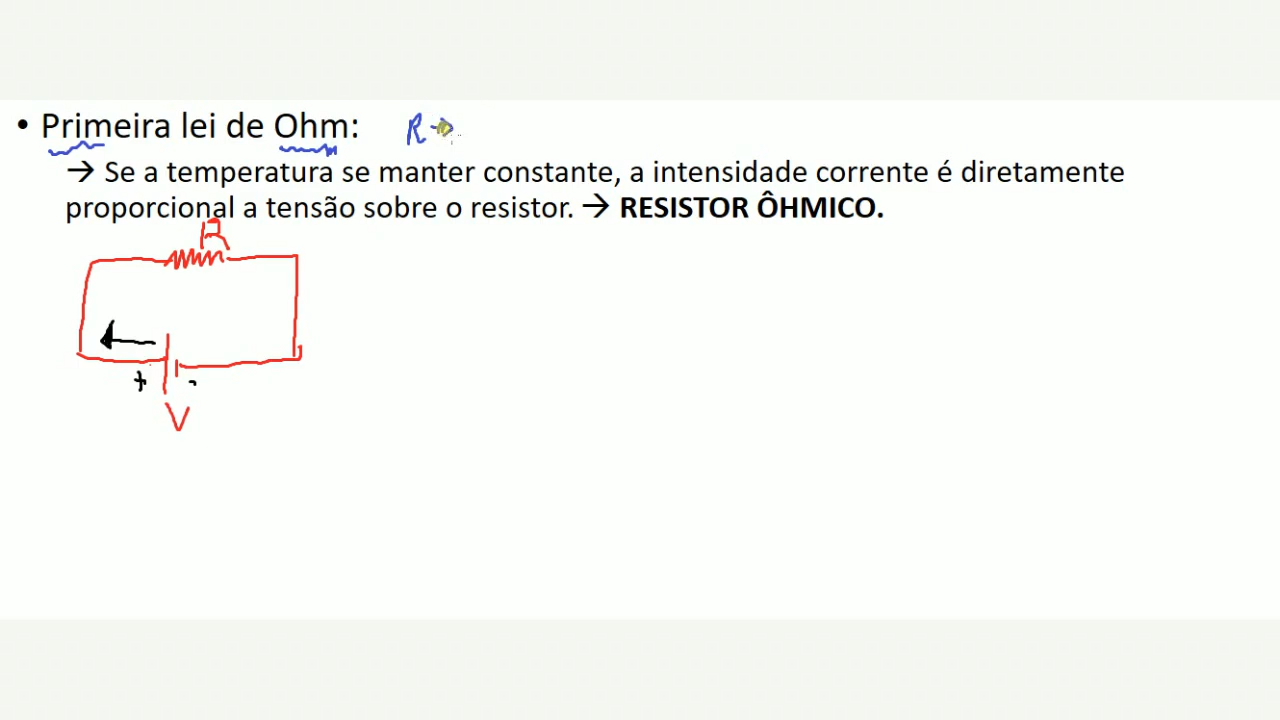 • Primeira lei de Ohm: R →
→ Se a temperatura se manter constante, a intensidade corrente é diretamente
proporcional a tensão sobre o resistor. → RESISTOR ÔHMICO.
R
+ -
V